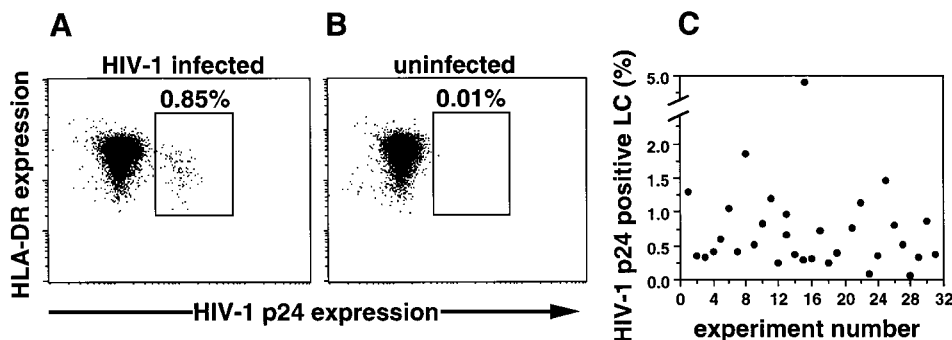 A
HIV-1 infected
0.85%
HLA-DR expression
B
uninfected
0.01%
HIV-1 p24 expression
C
HIV-1 p24 positive LC (%)
5.0
2.0
1.5
1.0
0.5
0
0 4 8 12 16 20 24 28 32
experiment number